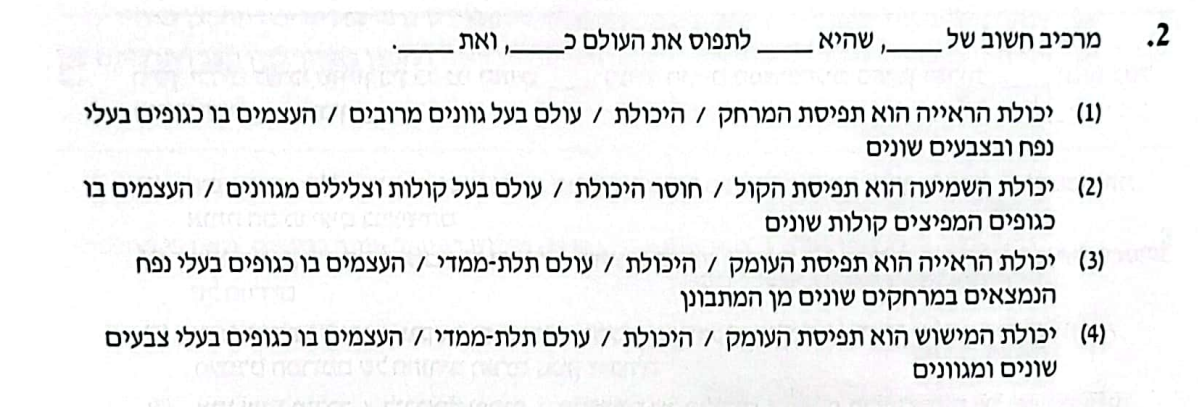 2. מרכיב חשוב של ____, שהיא ____ לתפוס את העולם כ____, ואת ____.
(1) יכולת הראייה הוא תפיסת המרחק / היכולת / עולם בעל גוונים מרובים / העצמים בו כגופים בעלי
נפח ובצבעים שונים
(2) יכולת השמיעה הוא תפיסת הקול / חוסר היכולת / עולם בעל קולות וצלילים מגוונים / העצמים בו
כגופים המפיצים קולות שונים
(3) יכולת הראייה הוא תפיסת העומק / היכולת / עולם תלת-ממדי / העצמים בו כגופים בעלי נפח
הנמצאים במרחקים שונים מן המתבונן
(4) יכולת המישוש הוא תפיסת העומק / היכולת / עולם תלת-ממדי / העצמים בו כגופים בעלי צבעים
שונים ומגוונים